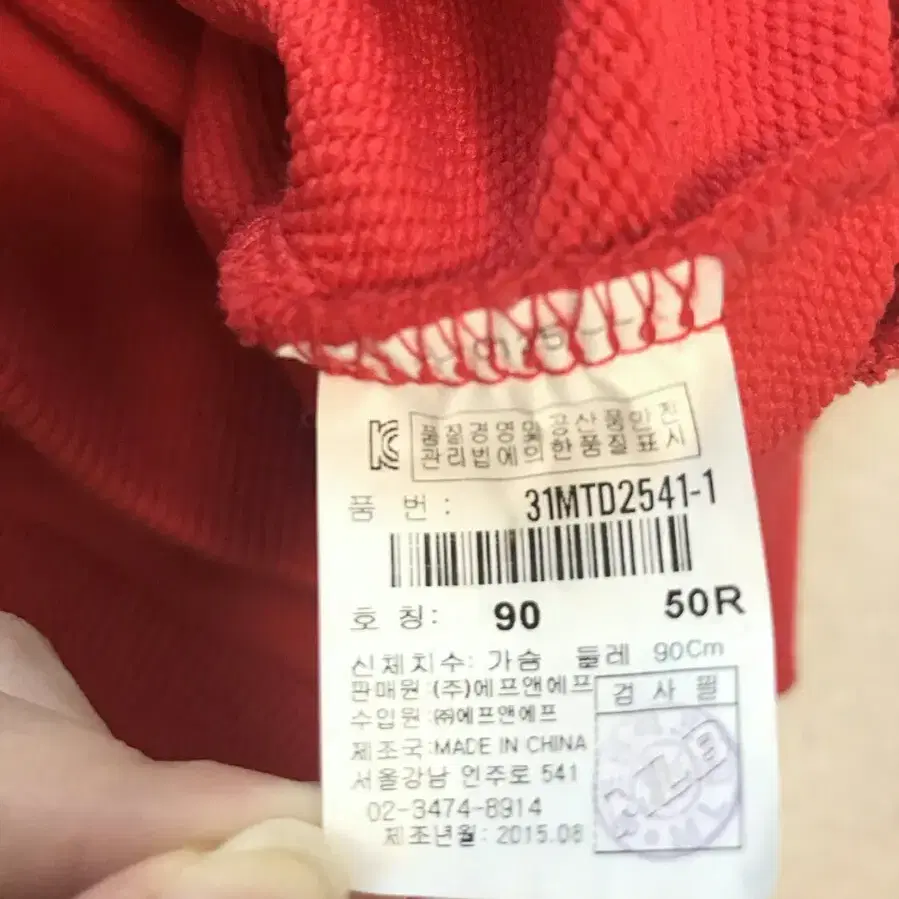 품질경영및공산품안전
관리법에의한품질표시
품 번: 31MTD2541-1
호 칭: 90 50R
신체치수: 가슴 둘레 90Cm
판매원:(주)에프앤에프
검 사 필
수입원:㈜에프앤에프
제조국:MADE IN CHINA
MLB
서울강남 언주로 541
02-3474-8914
제조년월: 2015.08